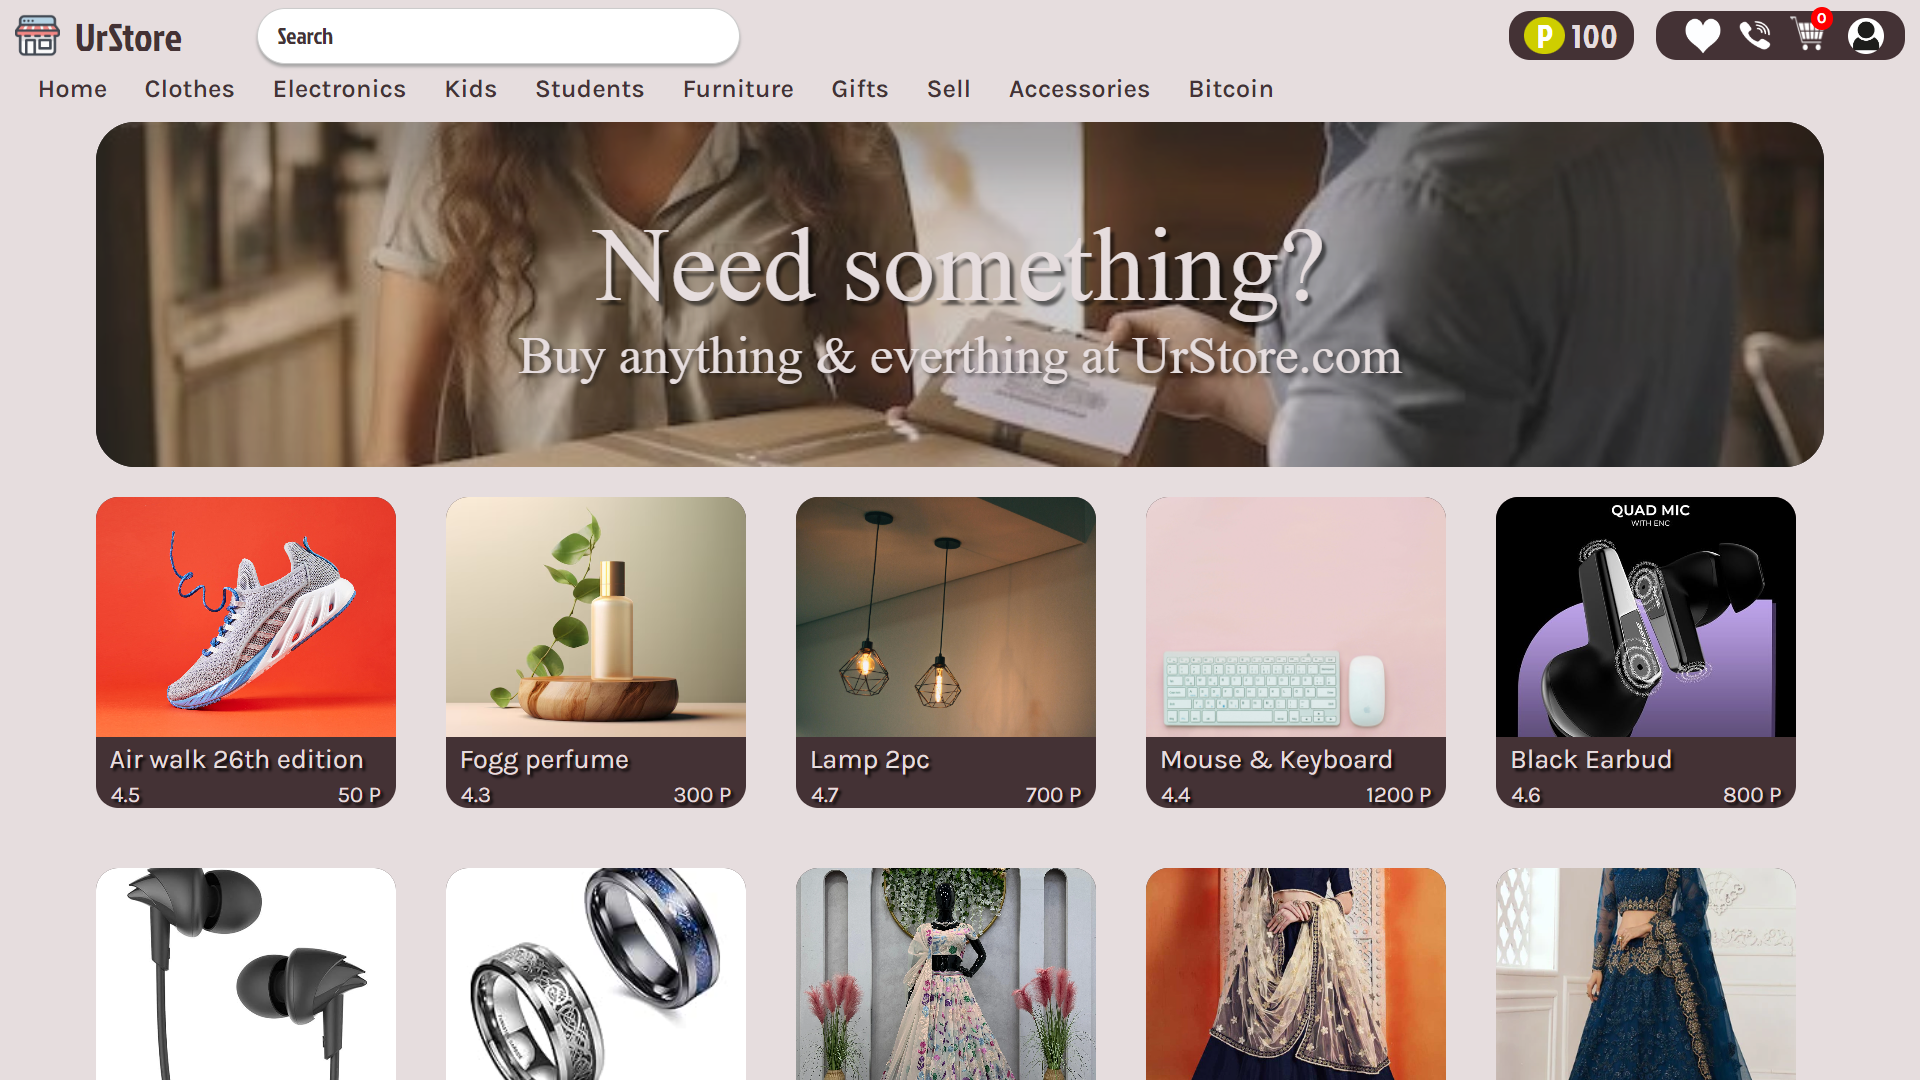 UrStore
Search
P 100
0
Home Clothes Electronics Kids Students Furniture Gifts Sell Accessories Bitcoin
Need something?
Buy anything & everthing at UrStore.com
QUAD MIC
WITH ENC
Air walk 26th edition
4.5 50 P
Fogg perfume
4.3 300 P
Lamp 2pc
4.7 700 P
Mouse & Keyboard
4.4 1200 P
Black Earbud
4.6 800 P